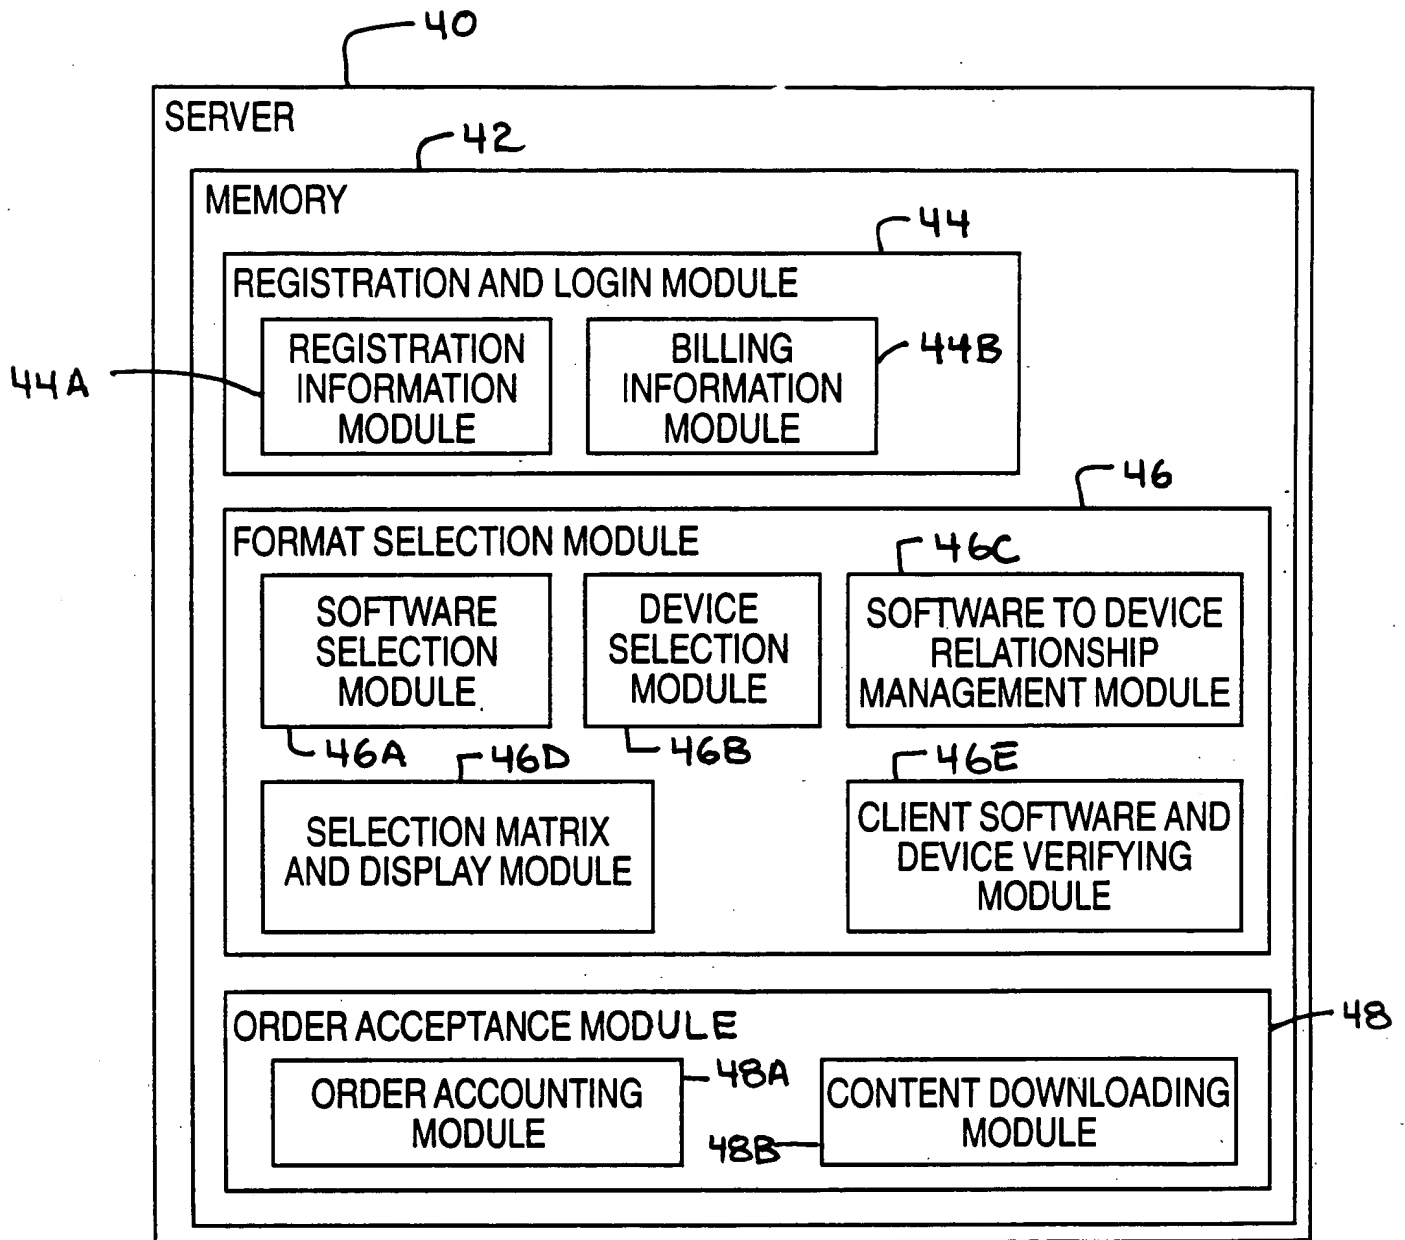 40
SERVER
42
MEMORY
44
REGISTRATION AND LOGIN MODULE
REGISTRATION
INFORMATION
MODULE
44A
BILLING
INFORMATION
MODULE
44B
46
FORMAT SELECTION MODULE
SOFTWARE
SELECTION
MODULE
46A
DEVICE
SELECTION
MODULE
46B
46C
SOFTWARE TO DEVICE
RELATIONSHIP
MANAGEMENT MODULE
46D
SELECTION MATRIX
AND DISPLAY MODULE
46E
CLIENT SOFTWARE AND
DEVICE VERIFYING
MODULE
48
ORDER ACCEPTANCE MODULE
ORDER ACCOUNTING
MODULE
48A
CONTENT DOWNLOADING
MODULE
48B